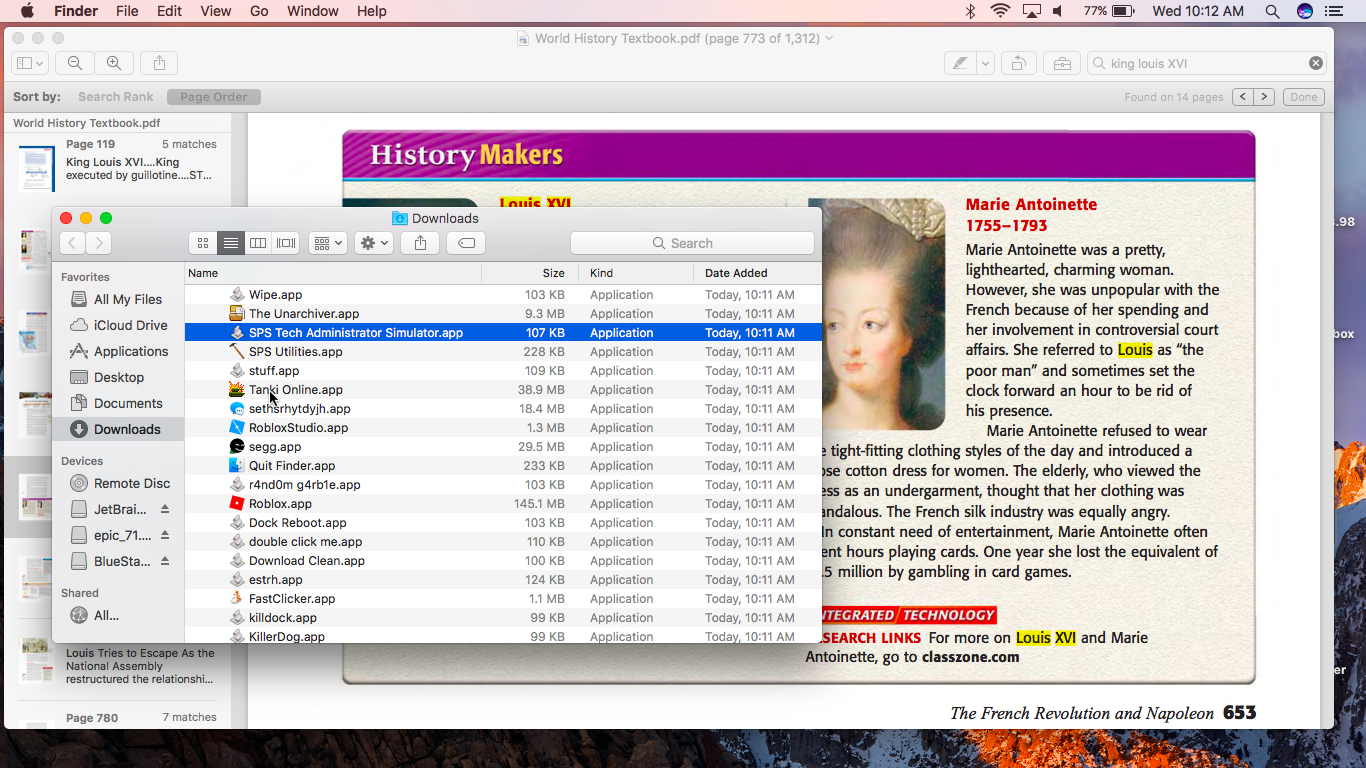 Finder File Edit View Go Window Help 77% Wed 10:12 AM
World History Textbook.pdf (page 773 of 1,312)
king louis XVI
Sort by: Search Rank Page Order Found on 14 pages < > Done
World History Textbook.pdf
Page 119 5 matches
King Louis XVI....King
executed by guillotine....ST...
History Makers
Louis XVI
Marie Antoinette
1755–1793
Marie Antoinette was a pretty,
lighthearted, charming woman.
However, she was unpopular with the
French because of her spending and
her involvement in controversial court
affairs. She referred to Louis as “the
poor man” and sometimes set the
clock forward an hour to be rid of
his presence.
Marie Antoinette refused to wear
e tight-fitting clothing styles of the day and introduced a
ose cotton dress for women. The elderly, who viewed the
ess as an undergarment, thought that her clothing was
andalous. The French silk industry was equally angry.
In constant need of entertainment, Marie Antoinette often
ent hours playing cards. One year she lost the equivalent of
.5 million by gambling in card games.
NTEGRATED TECHNOLOGY
SEARCH LINKS For more on Louis XVI and Marie
Antoinette, go to classzone.com
The French Revolution and Napoleon 653
Downloads
Search
Favorites
All My Files
iCloud Drive
Applications
Desktop
Documents
Downloads
Devices
Remote Disc
JetBrai...
epic_71....
BlueSta...
Shared
All...
Name Size Kind Date Added
Wipe.app 103 KB Application Today, 10:11 AM
The Unarchiver.app 9.3 MB Application Today, 10:11 AM
SPS Tech Administrator Simulator.app 107 KB Application Today, 10:11 AM
SPS Utilities.app 228 KB Application Today, 10:11 AM
stuff.app 109 KB Application Today, 10:11 AM
Tanki Online.app 38.9 MB Application Today, 10:11 AM
sethsrhytdyjh.app 18.4 MB Application Today, 10:11 AM
RobloxStudio.app 1.3 MB Application Today, 10:11 AM
segg.app 29.5 MB Application Today, 10:11 AM
Quit Finder.app 233 KB Application Today, 10:11 AM
r4nd0m g4rb1e.app 103 KB Application Today, 10:11 AM
Roblox.app 145.1 MB Application Today, 10:11 AM
Dock Reboot.app 103 KB Application Today, 10:11 AM
double click me.app 110 KB Application Today, 10:11 AM
Download Clean.app 100 KB Application Today, 10:11 AM
estrh.app 124 KB Application Today, 10:11 AM
FastClicker.app 1.1 MB Application Today, 10:11 AM
killdock.app 99 KB Application Today, 10:11 AM
KillerDog.app 99 KB Application Today, 10:11 AM
Louis Tries to Escape As the
National Assembly
restructured the relationshi...
Page 780 7 matches
3.98
box
er